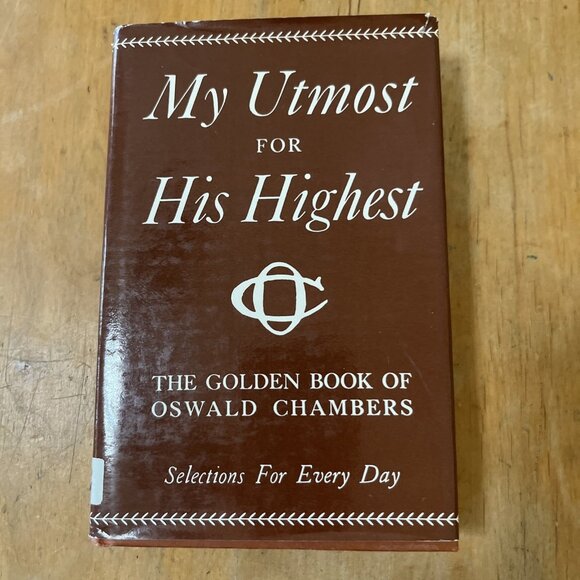 My Utmost
FOR
His Highest
OC
THE GOLDEN BOOK OF
OSWALD CHAMBERS
Selections For Every Day